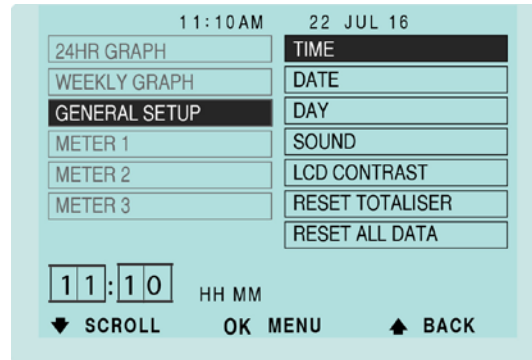 11:10AM 22 JUL 16
24HR GRAPH
WEEKLY GRAPH
GENERAL SETUP
METER 1
METER 2
METER 3
TIME
DATE
DAY
SOUND
LCD CONTRAST
RESET TOTALISER
RESET ALL DATA
11:10 HH MM
SCROLL OK MENU BACK